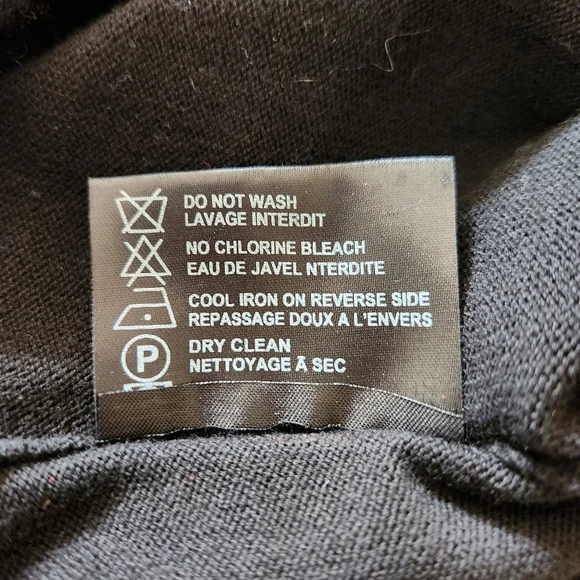 DO NOT WASH
LAVAGE INTERDIT
NO CHLORINE BLEACH
EAU DE JAVEL NTERDITE
COOL IRON ON REVERSE SIDE
REPASSAGE DOUX A L'ENVERS
P
DRY CLEAN
NETTOYAGE Ā SEC